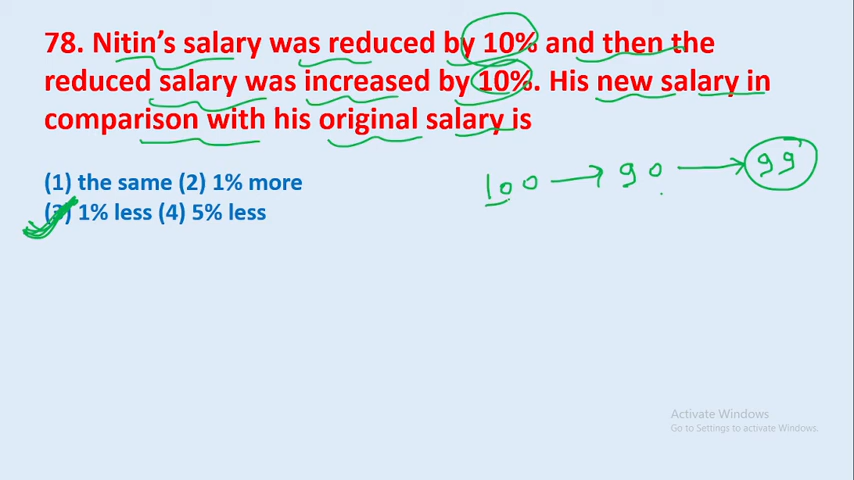 78. Nitin's salary was reduced by 10% and then the
reduced salary was increased by 10%. His new salary in
comparison with his original salary is
(1) the same (2) 1% more
(3) 1% less (4) 5% less
100 → 90 → 99
Activate Windows
Go to Settings to activate Windows.